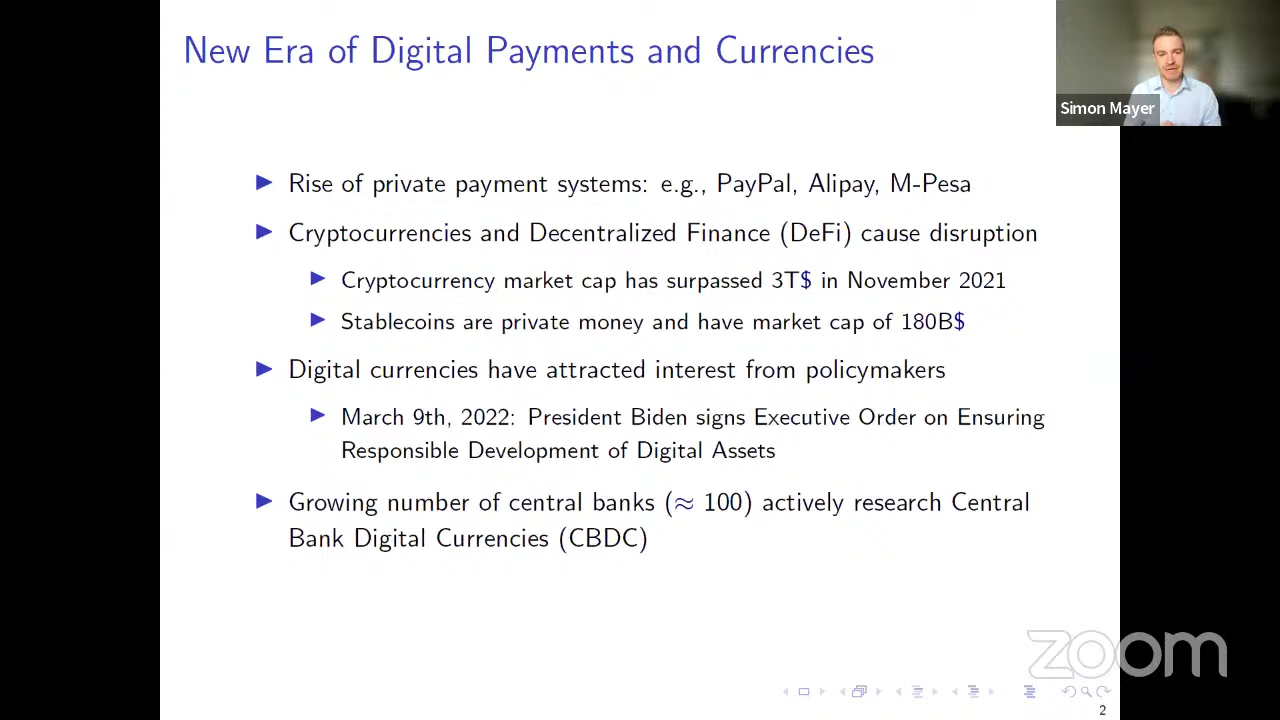 New Era of Digital Payments and Currencies
Simon Mayer
Rise of private payment systems: e.g., PayPal, Alipay, M-Pesa
Cryptocurrencies and Decentralized Finance (DeFi) cause disruption
Cryptocurrency market cap has surpassed 3T$ in November 2021
Stablecoins are private money and have market cap of 180B$
Digital currencies have attracted interest from policymakers
March 9th, 2022: President Biden signs Executive Order on Ensuring
Responsible Development of Digital Assets
Growing number of central banks (≈ 100) actively research Central
Bank Digital Currencies (CBDC)
zoom
2